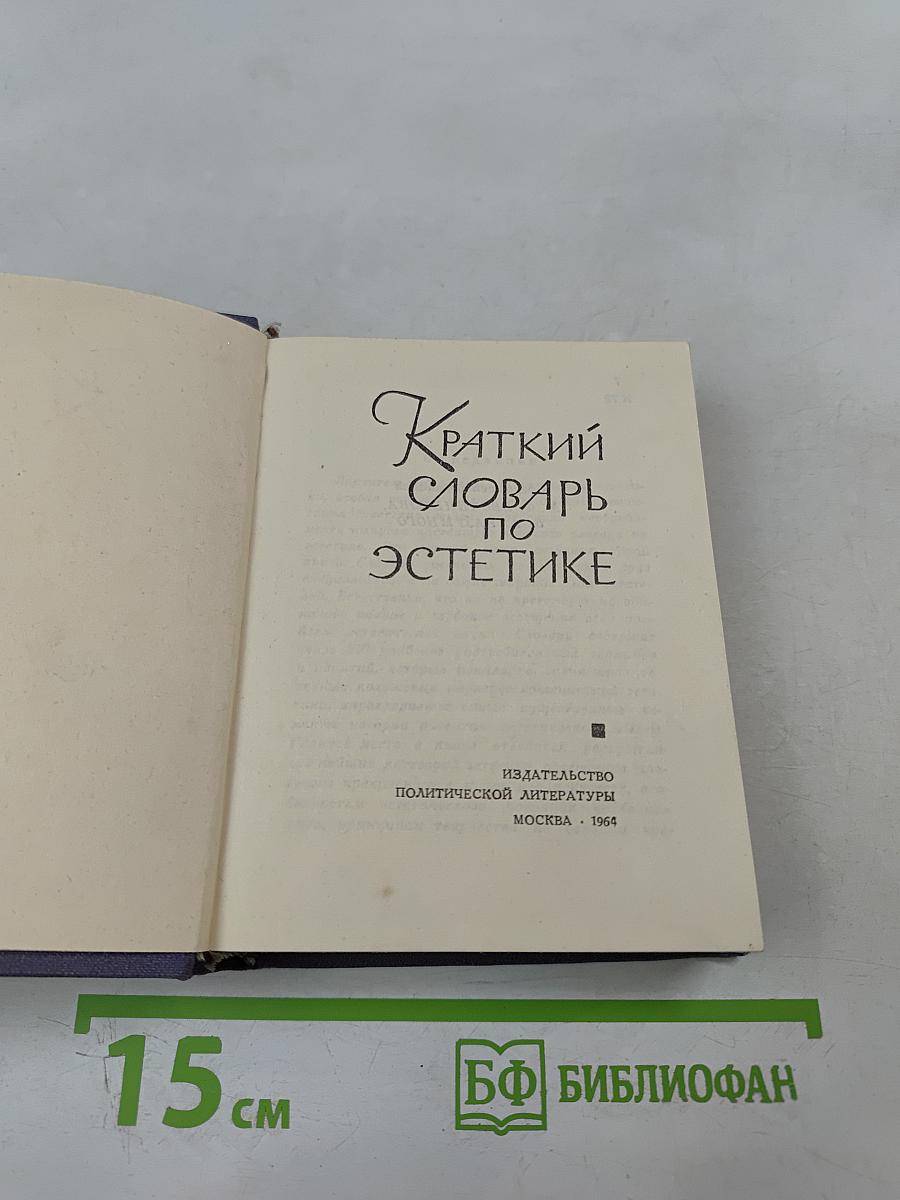 Краткий
словарь
по
эстетике
ИЗДАТЕЛЬСТВО
ПОЛИТИЧЕСКОЙ ЛИТЕРАТУРЫ
МОСКВА · 1964
15 см
БФ БИБЛИОФАН